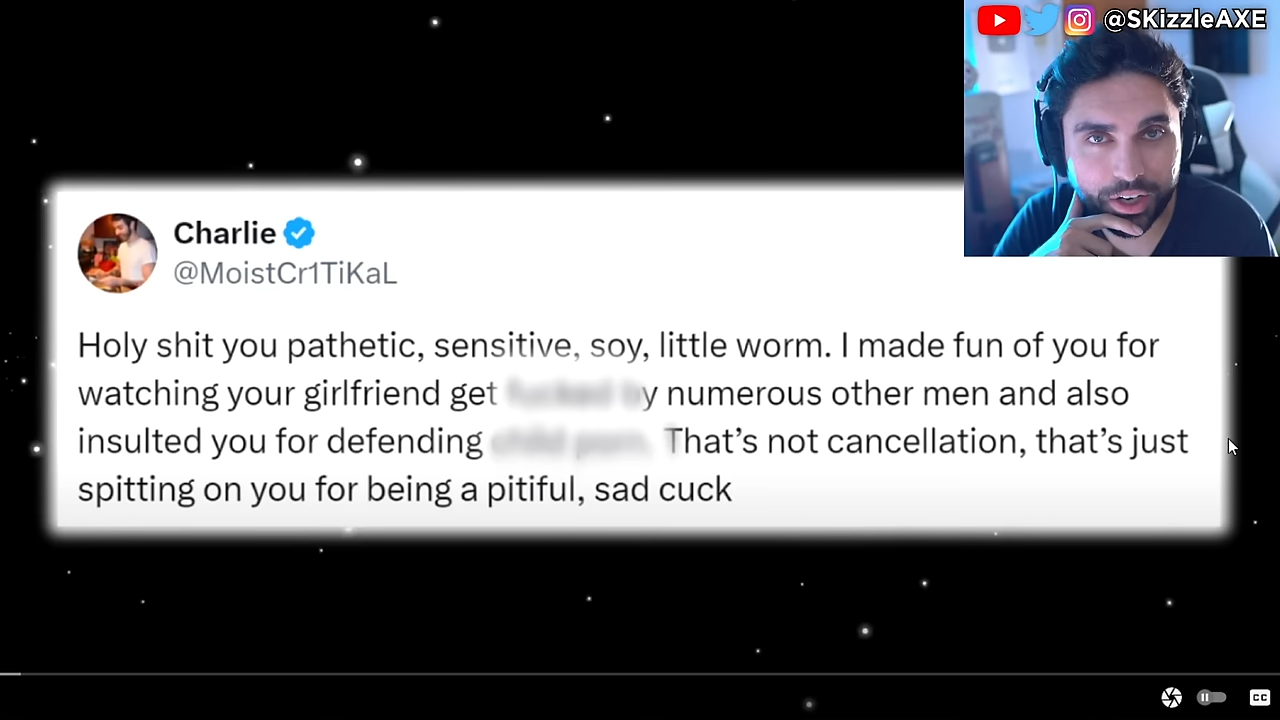 @SKizzleAXE
Charlie
@MoistCr1TiKaL
Holy shit you pathetic, sensitive, soy, little worm. I made fun of you for
watching your girlfriend get y numerous other men and also
insulted you for defending That's not cancellation, that's just
spitting on you for being a pitiful, sad cuck
CC